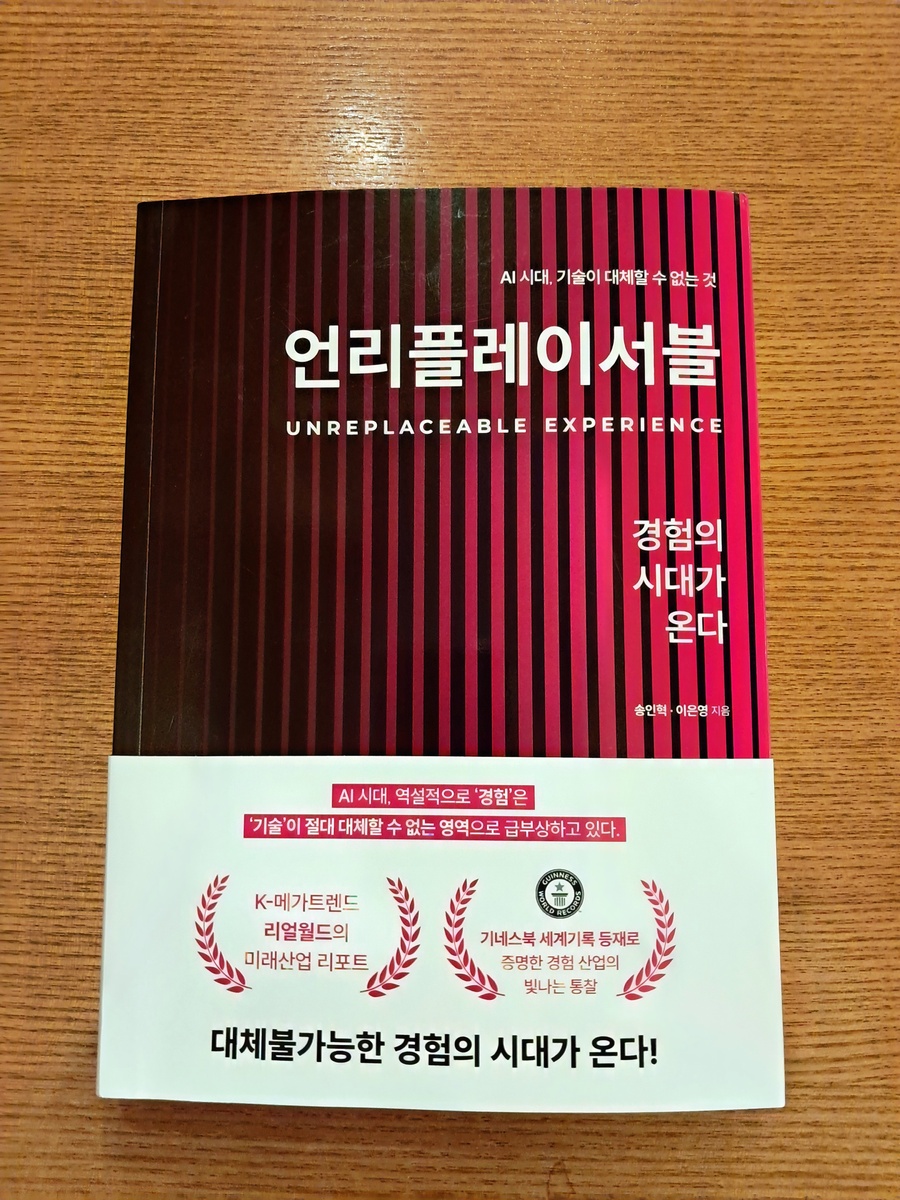 AI 시대, 기술이 대체할 수 없는 것
언리플레이서블
UNREPLACEABLE EXPERIENCE
경험의
시대가
온다
송인혁 · 이은영 지음
AI 시대, 역설적으로 '경험'은
'기술'이 절대 대체할 수 없는 영역으로 급부상하고 있다.
K-메가트렌드
리얼월드의
미래산업 리포트
GUINNESS
WORLD RECORDS
기네스북 세계기록 등재로
증명한 경험 산업의
빛나는 통찰
대체불가능한 경험의 시대가 온다!